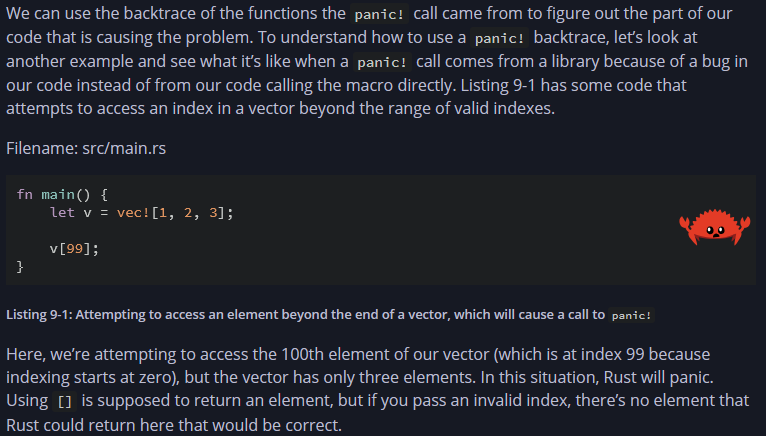 We can use the backtrace of the functions the panic! call came from to figure out the part of our
code that is causing the problem. To understand how to use a panic! backtrace, let’s look at
another example and see what it’s like when a panic! call comes from a library because of a bug in
our code instead of from our code calling the macro directly. Listing 9-1 has some code that
attempts to access an index in a vector beyond the range of valid indexes.
Filename: src/main.rs
fn main() {
    let v = vec![1, 2, 3];
    v[99];
}
Listing 9-1: Attempting to access an element beyond the end of a vector, which will cause a call to panic!
Here, we’re attempting to access the 100th element of our vector (which is at index 99 because
indexing starts at zero), but the vector has only three elements. In this situation, Rust will panic.
Using [] is supposed to return an element, but if you pass an invalid index, there’s no element that
Rust could return here that would be correct.